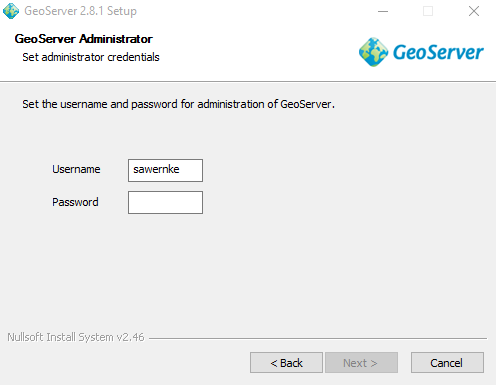 GeoServer 2.8.1 Setup
GeoServer Administrator
Set administrator credentials
GeoServer
Set the username and password for administration of GeoServer.
Username sawernke
Password
Nullsoft Install System v2.46
< Back Next > Cancel